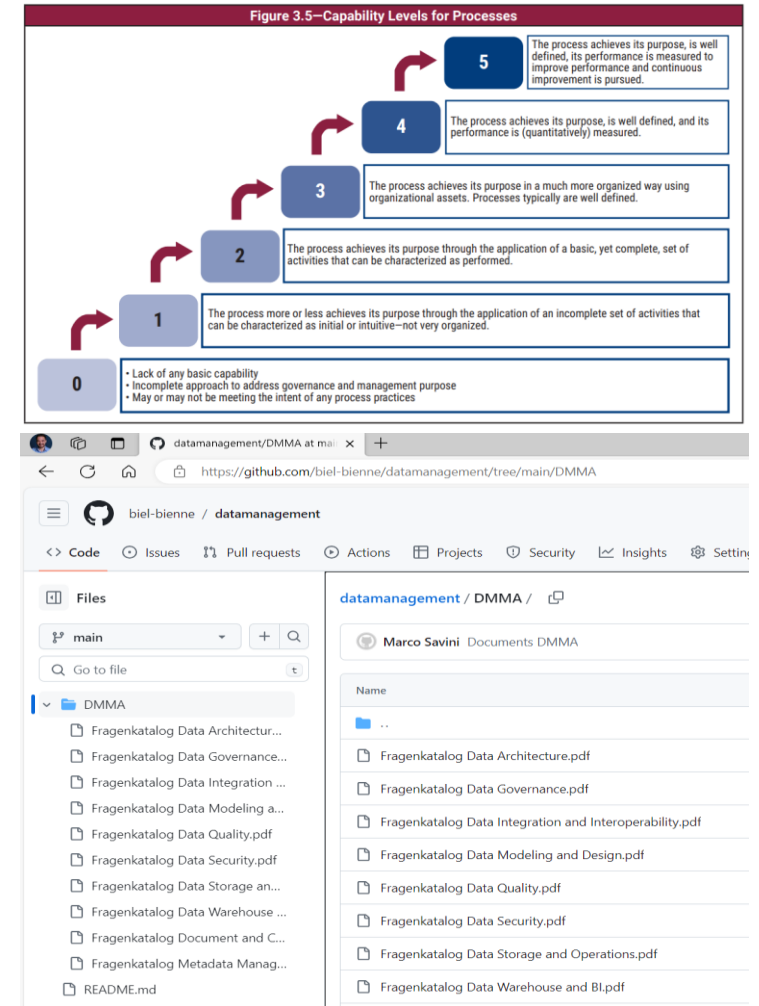 Figure 3.5—Capability Levels for Processes
5
The process achieves its purpose, is well
defined, its performance is measured to
improve performance and continuous
improvement is pursued.
4
The process achieves its purpose, is well defined, and its
performance is (quantitatively) measured.
3
The process achieves its purpose in a much more organized way using
organizational assets. Processes typically are well defined.
2
The process achieves its purpose through the application of a basic, yet complete, set of
activities that can be characterized as performed.
1
The process more or less achieves its purpose through the application of an incomplete set of activities that
can be characterized as initial or intuitive—not very organized.
0
• Lack of any basic capability
• Incomplete approach to address governance and management purpose
• May or may not be meeting the intent of any process practices
datamanagement/DMMA at mai
https://github.com/biel-bienne/datamanagement/tree/main/DMMA
biel-bienne / datamanagement
Code Issues Pull requests Actions Projects Security Insights Setting
Files
main
Go to file t
DMMA
Fragenkatalog Data Architectur...
Fragenkatalog Data Governance...
Fragenkatalog Data Integration ...
Fragenkatalog Data Modeling a...
Fragenkatalog Data Quality.pdf
Fragenkatalog Data Security.pdf
Fragenkatalog Data Storage an...
Fragenkatalog Data Warehouse ...
Fragenkatalog Document and C...
Fragenkatalog Metadata Manag...
README.md
datamanagement / DMMA /
Marco Savini Documents DMMA
Name
..
Fragenkatalog Data Architecture.pdf
Fragenkatalog Data Governance.pdf
Fragenkatalog Data Integration and Interoperability.pdf
Fragenkatalog Data Modeling and Design.pdf
Fragenkatalog Data Quality.pdf
Fragenkatalog Data Security.pdf
Fragenkatalog Data Storage and Operations.pdf
Fragenkatalog Data Warehouse and BI.pdf